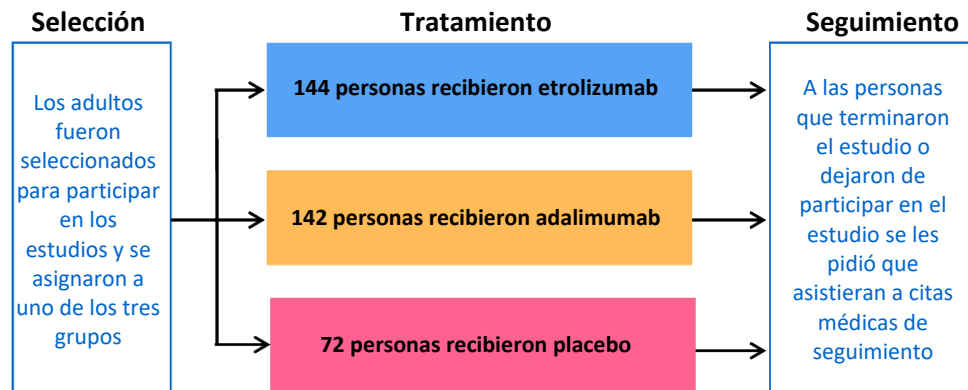 Selección
Los adultos
fueron
seleccionados
para participar
en los
estudios y se
asignaron a
uno de los tres
grupos
Tratamiento
144 personas recibieron etrolizumab
142 personas recibieron adalimumab
72 personas recibieron placebo
Seguimiento
A las personas
que terminaron
el estudio o
dejaron de
participar en el
estudio se les
pidió que
asistieran a citas
médicas de
seguimiento